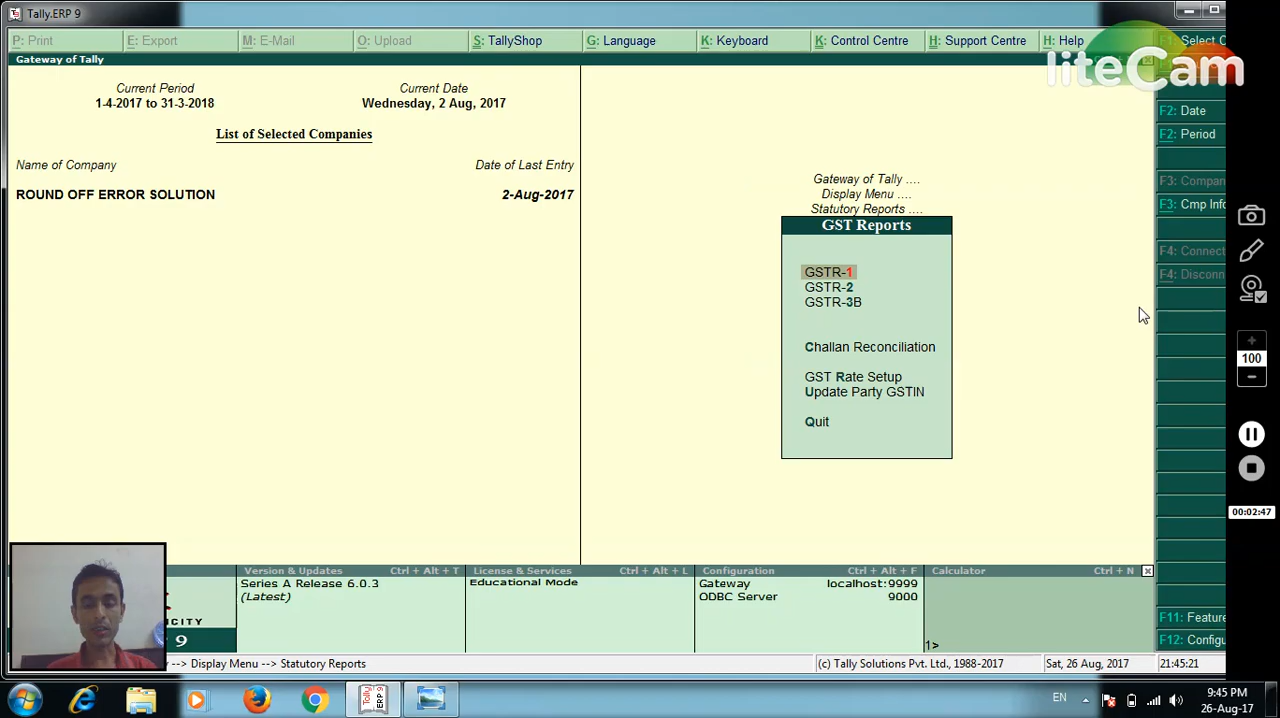 Tally.ERP 9
P: Print
E: Export
M: E-Mail
O: Upload
S: TallyShop
G: Language
K: Keyboard
K: Control Centre
H: Support Centre
H: Help
F1: Select C
liteCam
Gateway of Tally
Current Period
1-4-2017 to 31-3-2018
Current Date
Wednesday, 2 Aug, 2017
List of Selected Companies
Name of Company
Date of Last Entry
ROUND OFF ERROR SOLUTION
2-Aug-2017
Gateway of Tally ....
Display Menu ....
Statutory Reports ....
GST Reports
GSTR-1
GSTR-2
GSTR-3B
Challan Reconciliation
GST Rate Setup
Update Party GSTIN
Quit
F2: Date
F2: Period
F3: Compan
F3: Cmp Info
F4: Connect
F4: Disconn
F11: Feature
F12: Configu
100
00:02:47
Version & Updates Ctrl + Alt + T
Series A Release 6.0.3
(Latest)
License & Services Ctrl + Alt + L
Educational Mode
Configuration Ctrl + Alt + F
Gateway localhost:9999
ODBC Server 9000
Calculator Ctrl + N
1>
ICITY
9
--> Display Menu --> Statutory Reports
(c) Tally Solutions Pvt. Ltd., 1988-2017
Sat, 26 Aug, 2017
21:45:21
Tally ERP 9
EN
9:45 PM
26-Aug-17